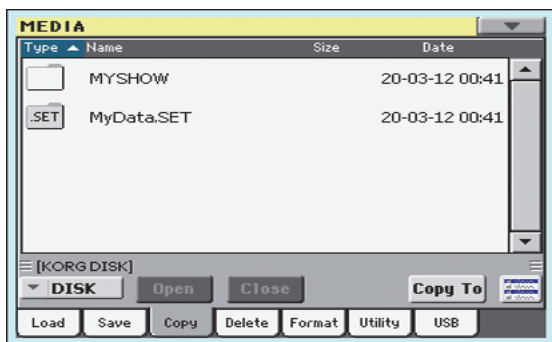 MEDIA
Type Name Size Date
MYSHOW 20-03-12 00:41
.SET MyData.SET 20-03-12 00:41
[KORG DISK]
DISK Open Close Copy To
Load Save Copy Delete Format Utility USB